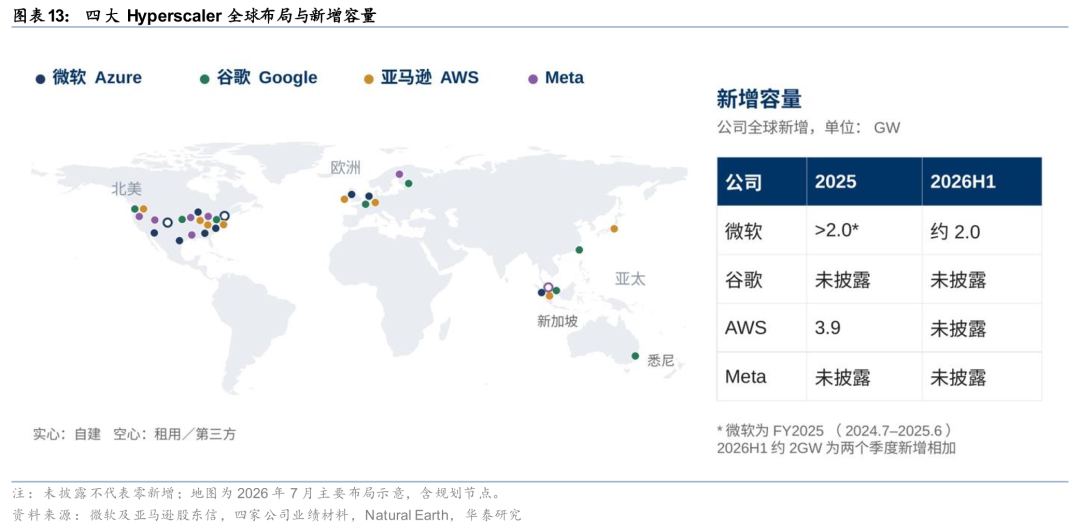 图表13： 四大 Hyperscaler 全球布局与新增容量
微软 Azure
谷歌 Google
亚马逊 AWS
Meta
北美
欧洲
亚太
新加坡
悉尼
实心：自建 空心：租用／第三方
新增容量
公司全球新增，单位： GW
公司 2025 2026H1
微软 >2.0* 约 2.0
谷歌 未披露 未披露
AWS 3.9 未披露
Meta 未披露 未披露
* 微软为 FY2025 （ 2024.7–2025.6 ）
2026H1 约 2GW 为两个季度新增相加
注：未披露不代表零新增；地图为 2026 年 7 月主要布局示意，含规划节点。
资料来源：微软及亚马逊股东信，四家公司业绩材料，Natural Earth，华泰研究